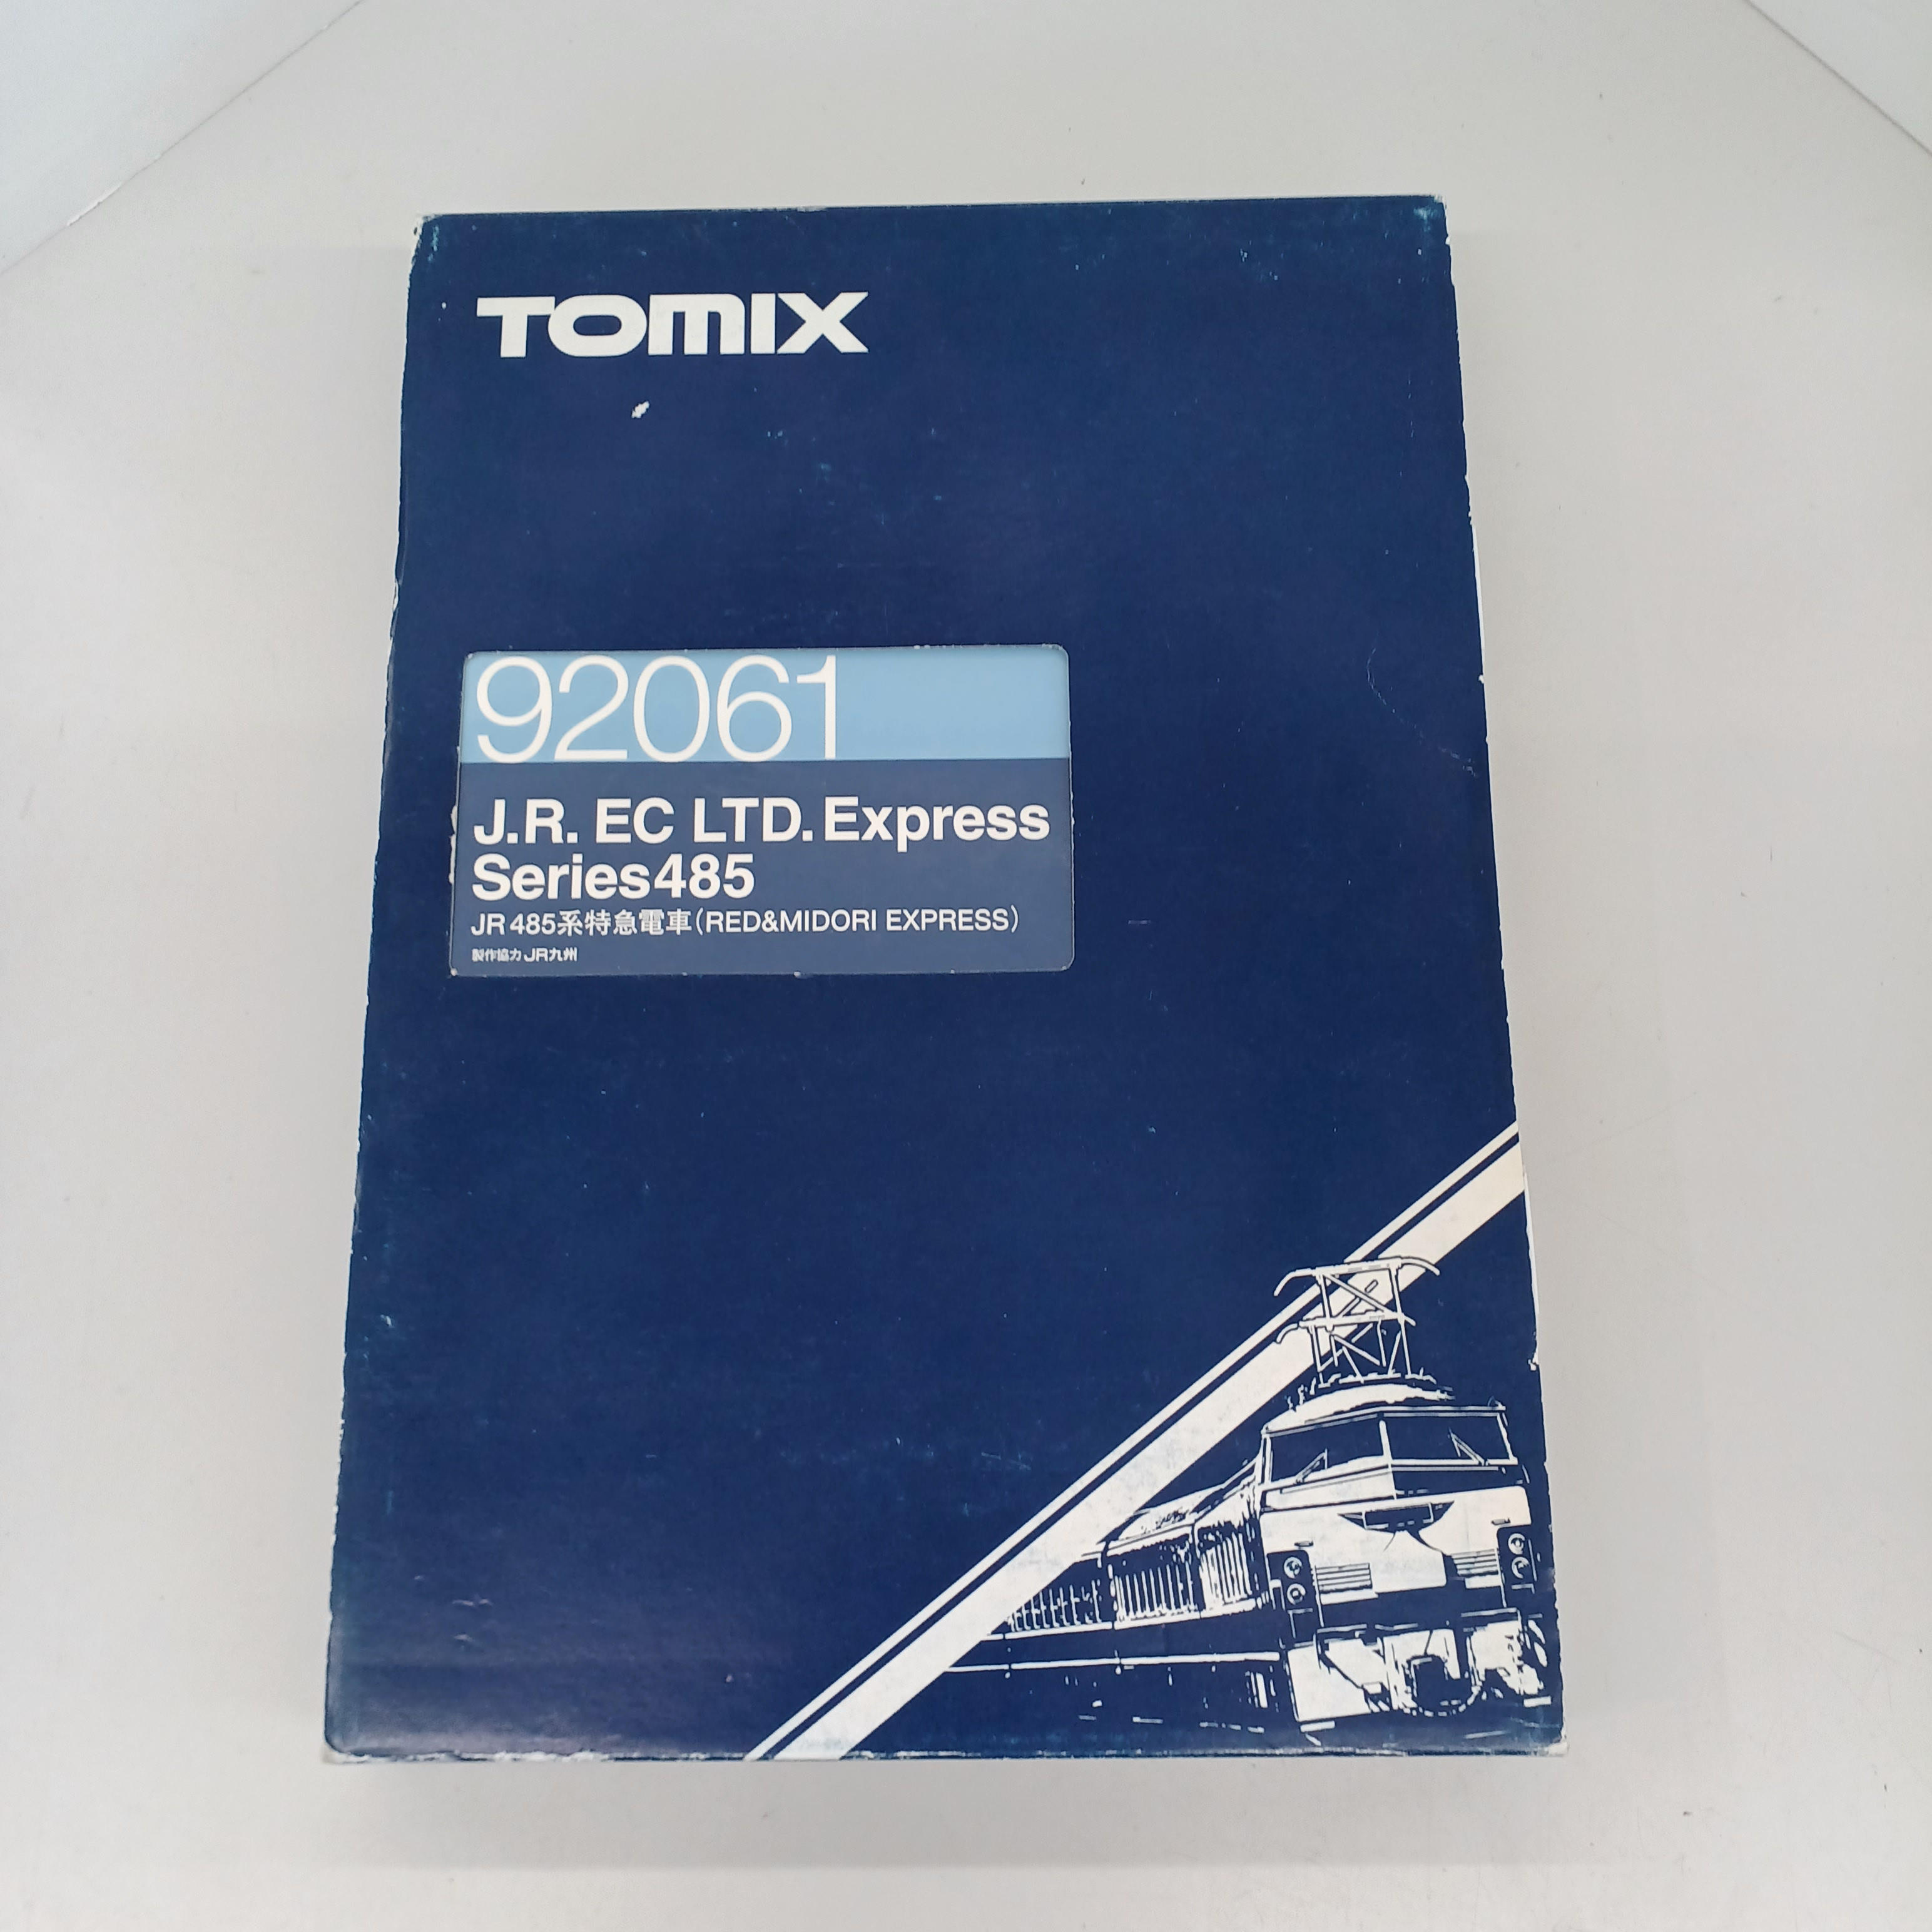 TOMIX
92061
J.R. EC LTD. Express
Series485
JR485系特急電車(RED&MIDORI EXPRESS)
製作協力 JR九州